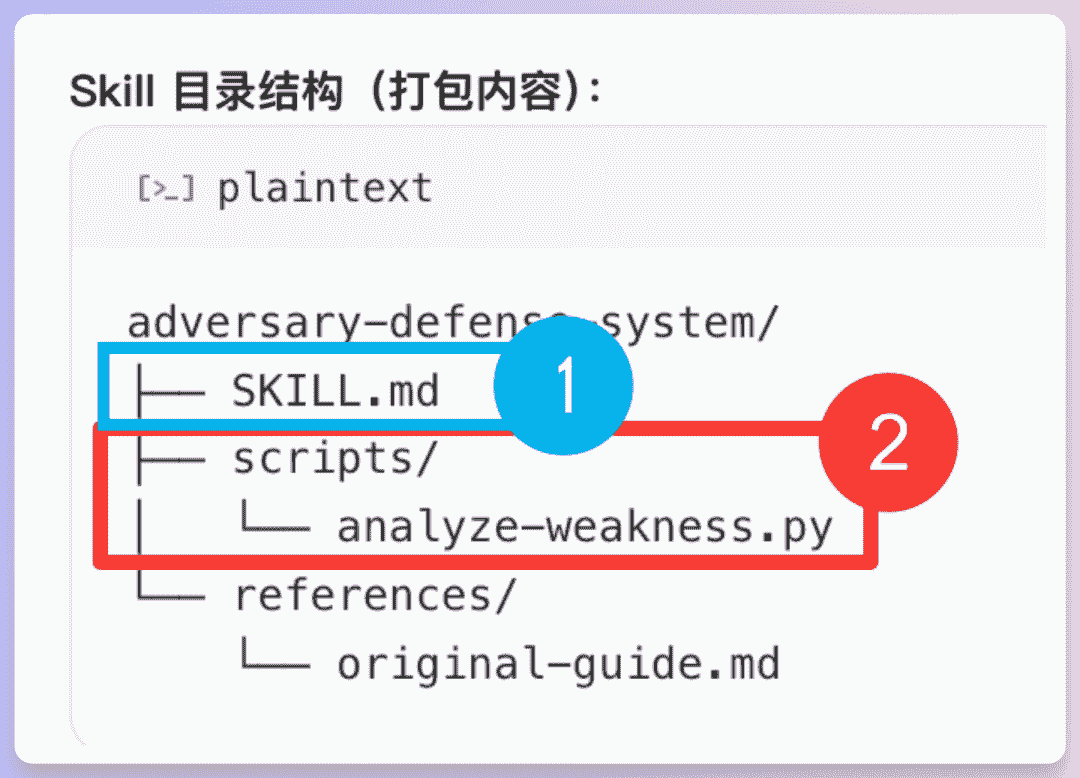 Skill 目录结构（打包内容）：
[>_] plaintext
adversary-defense-system/
├── SKILL.md
1
├── scripts/
2
│   └── analyze-weakness.py
└── references/
    └── original-guide.md